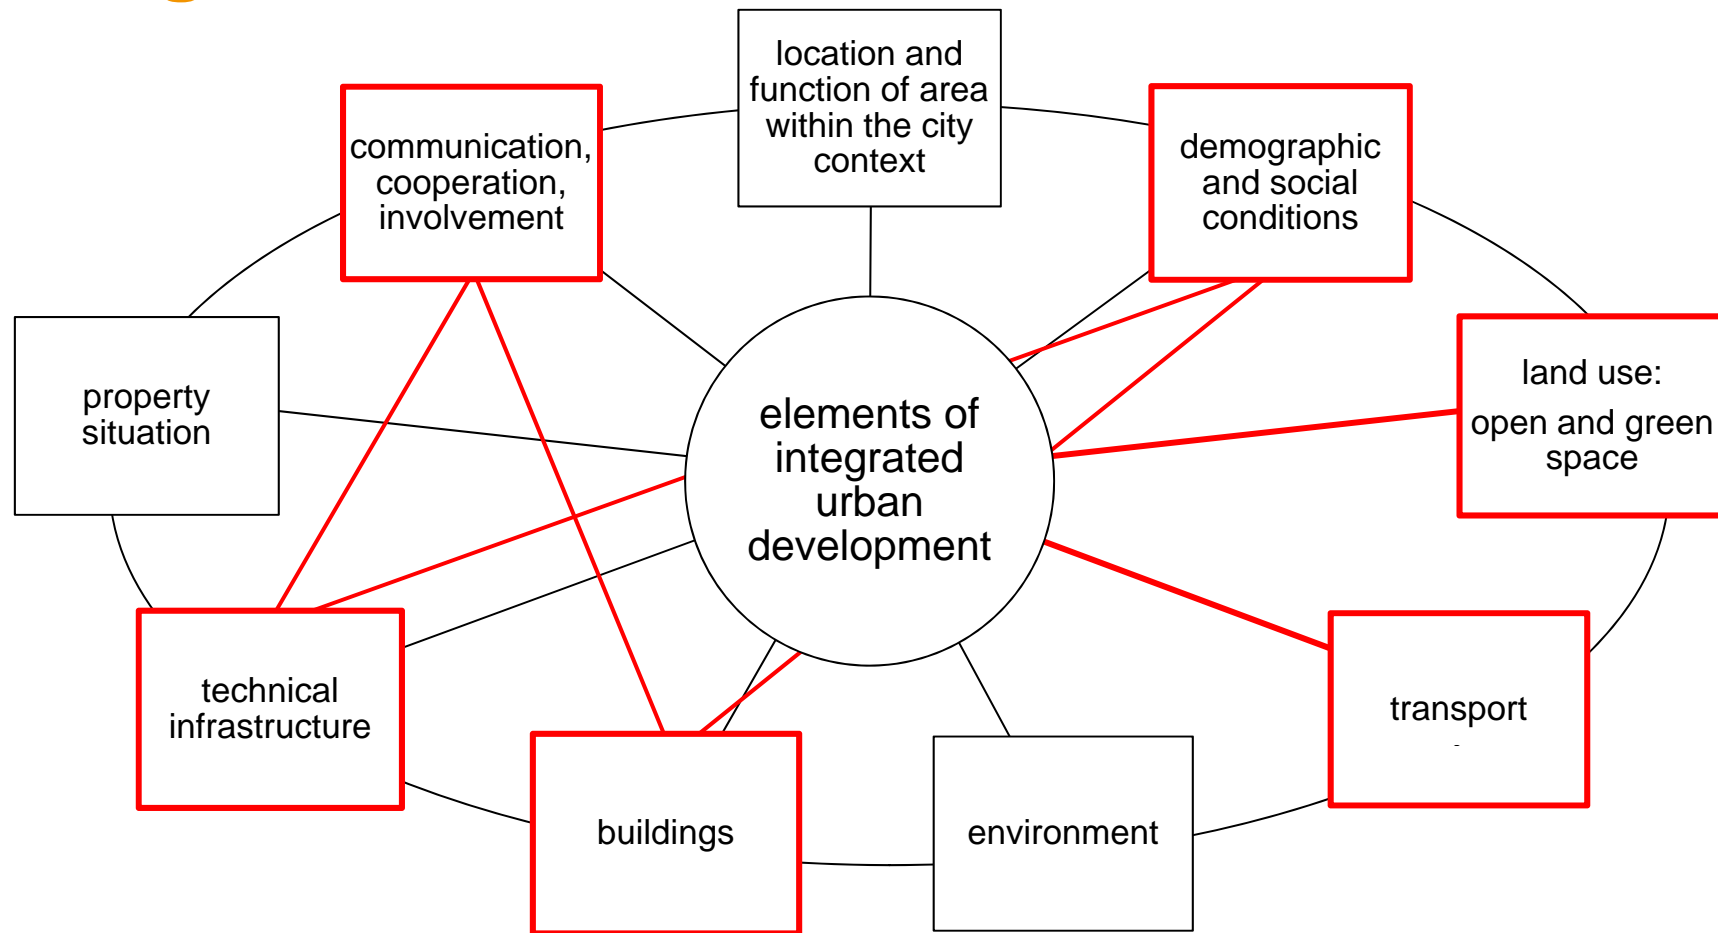 location and
function of area
within the city
context
communication,
cooperation,
involvement
demographic
and social
conditions
property
situation
elements of
integrated
urban
development
land use:
open and green
space
technical
infrastructure
transport
buildings
environment